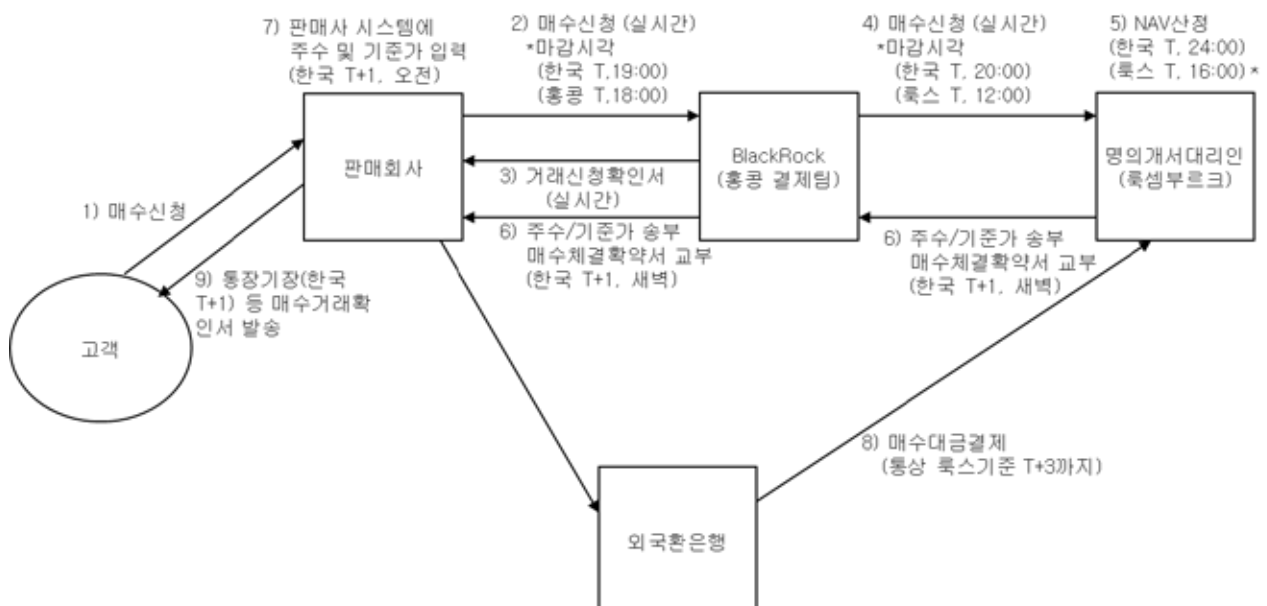 7) 판매사 시스템에
주수 및 기준가 입력
(한국 T+1, 오전)
2) 매수신청 (실시간)
*마감시각
(한국 T,19:00)
(홍콩 T,18:00)
4) 매수신청 (실시간)
*마감시각
(한국 T, 20:00)
(룩스 T, 12:00)
5) NAV산정
(한국 T, 24:00)
(룩스 T, 16:00)*
판매회사
BlackRock
(홍콩 결제팀)
명의개서대리인
(룩셈부르크)
3) 거래신청확인서
(실시간)
1) 매수신청
6) 주수/기준가 송부
매수체결확약서 교부
(한국 T+1, 새벽)
6) 주수/기준가 송부
매수체결확약서 교부
(한국 T+1, 새벽)
9) 통장기장(한국
T+1) 등 매수거래확
인서 발송
고객
8) 매수대금결제
(통상 룩스기준 T+3까지)
외국환은행